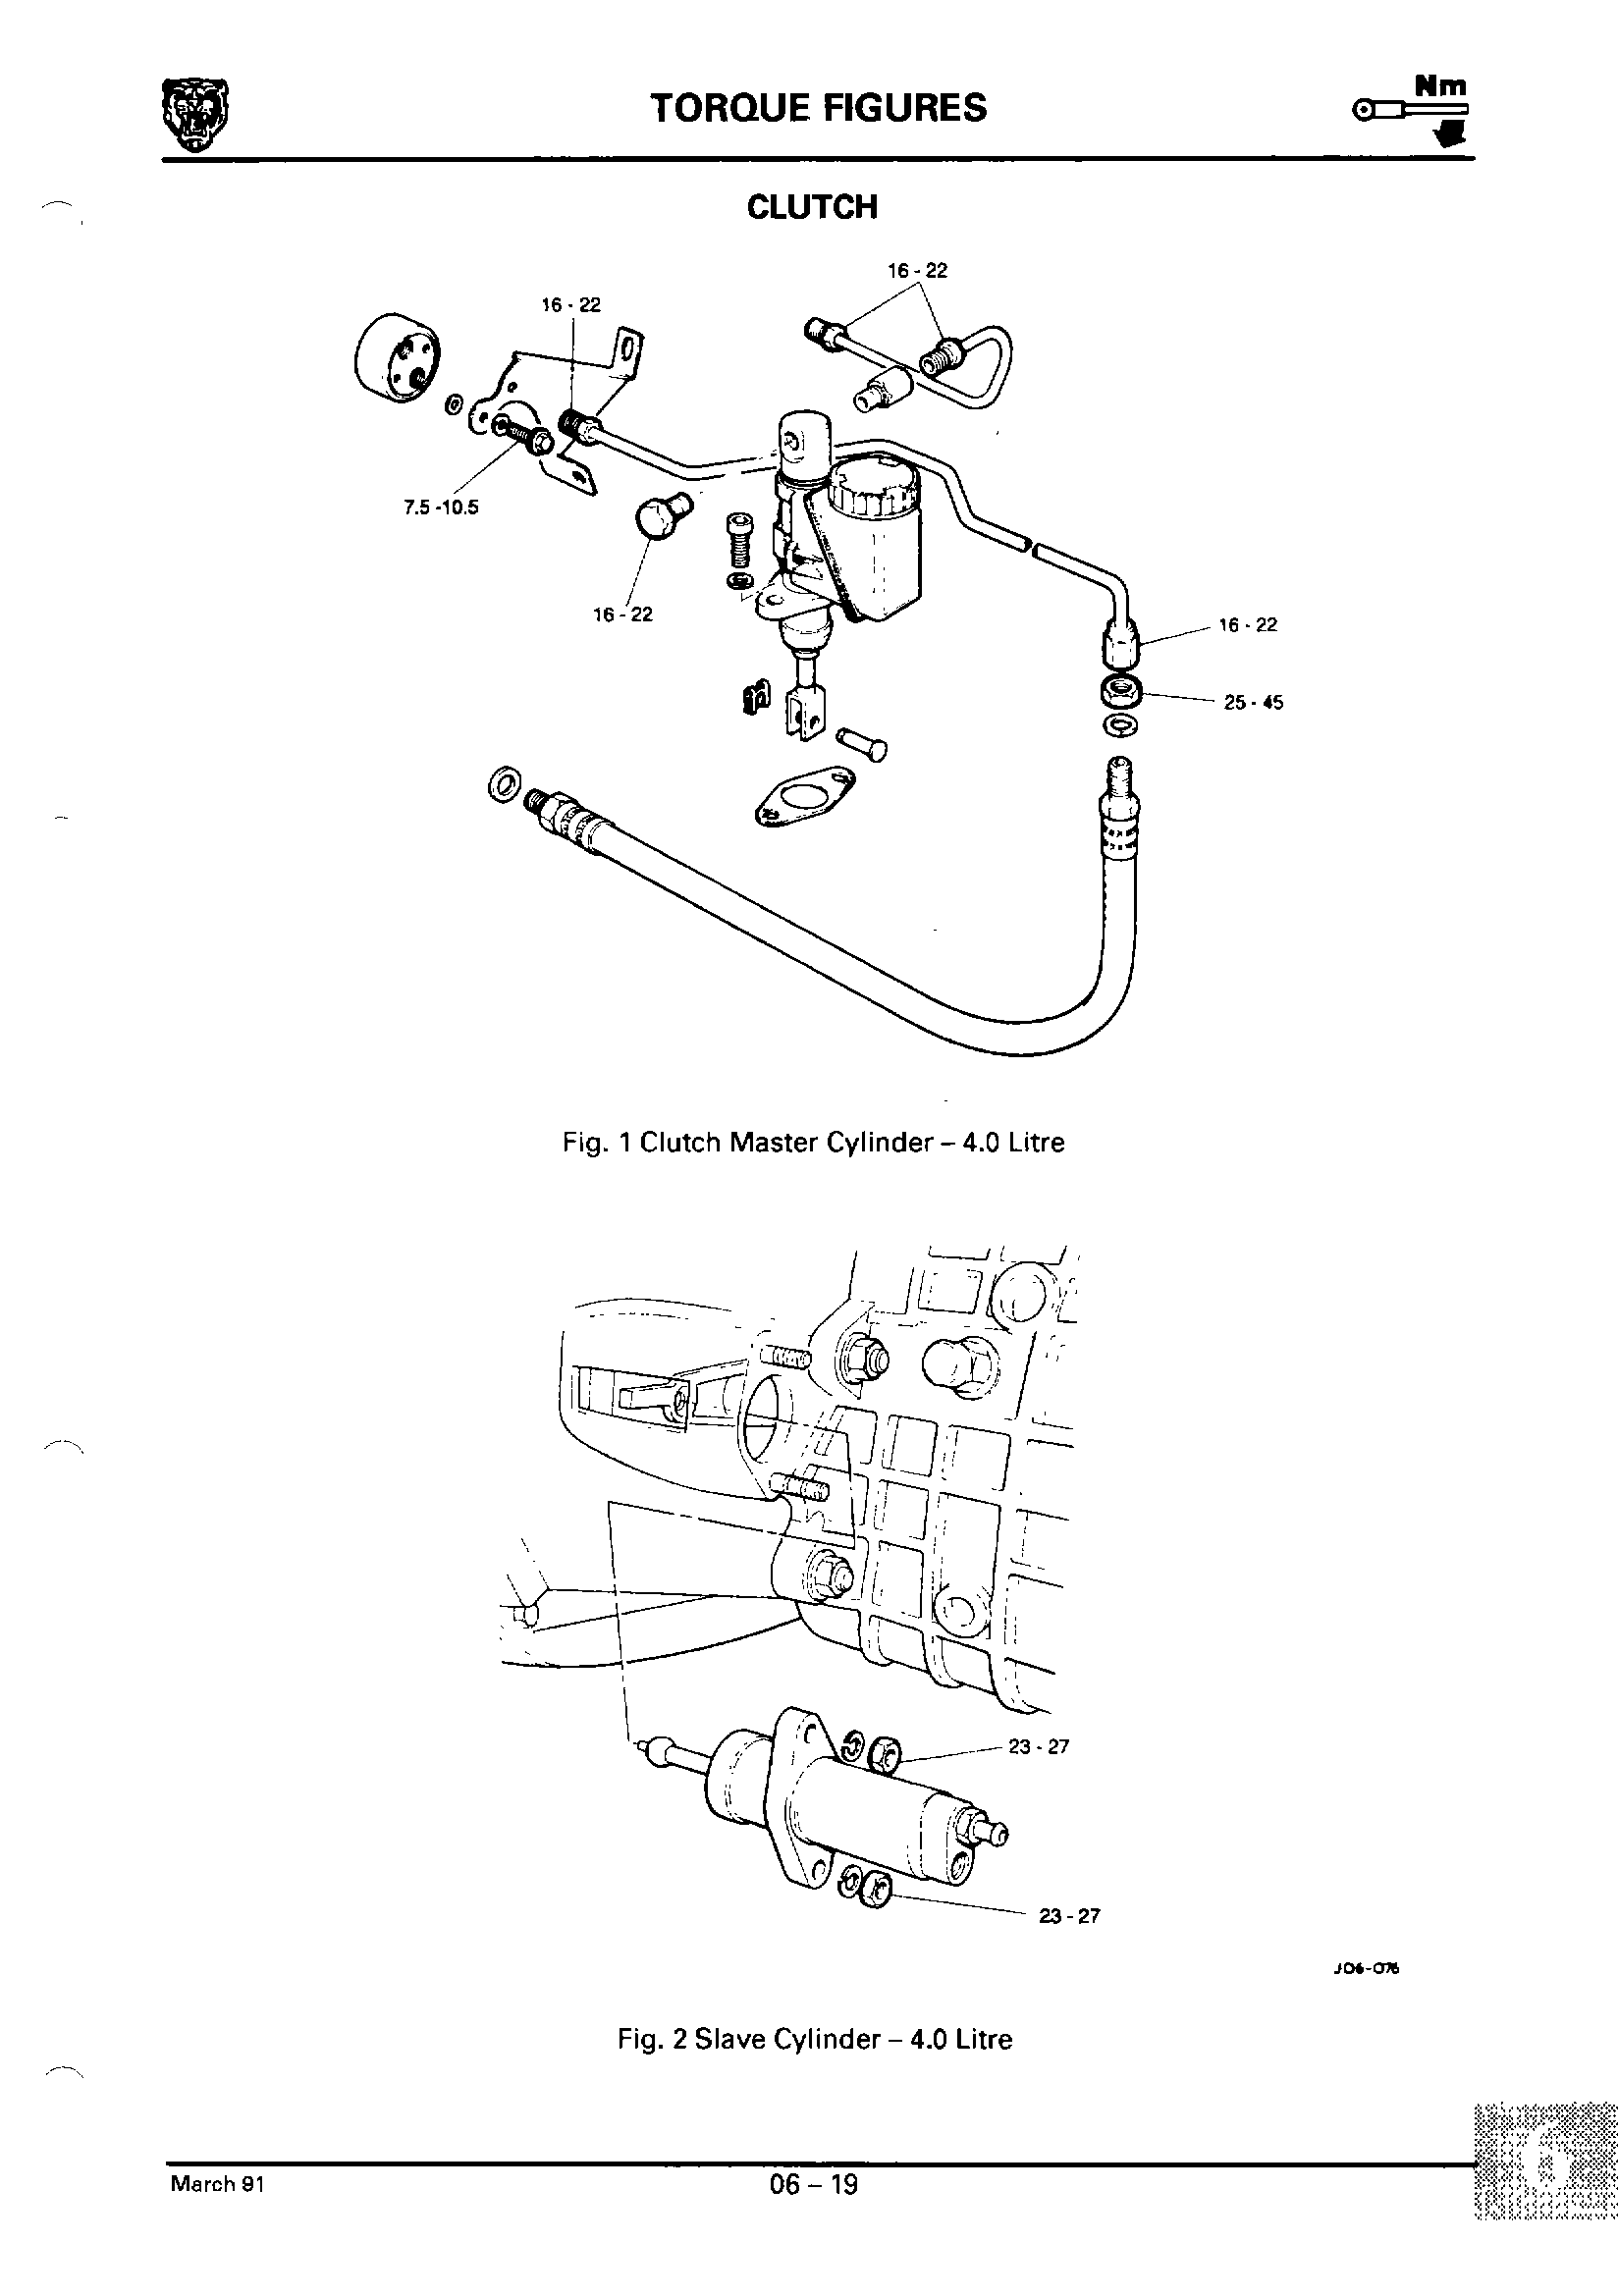 Nm
TORQUE FIGURES
CLUTCH
16 - 22
16 - 22
7.5 -10.5
16 - 22
16 - 22
25 - 45
Fig. 1 Clutch Master Cylinder – 4.0 Litre
23 - 27
23 - 27
J06-076
Fig. 2 Slave Cylinder – 4.0 Litre
6
March 91
06 – 19